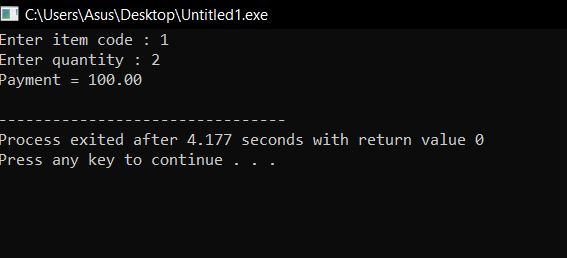 C:\Users\Asus\Desktop\Untitled1.exe
Enter item code : 1
Enter quantity : 2
Payment = 100.00
--------------------------------
Process exited after 4.177 seconds with return value 0
Press any key to continue . . .